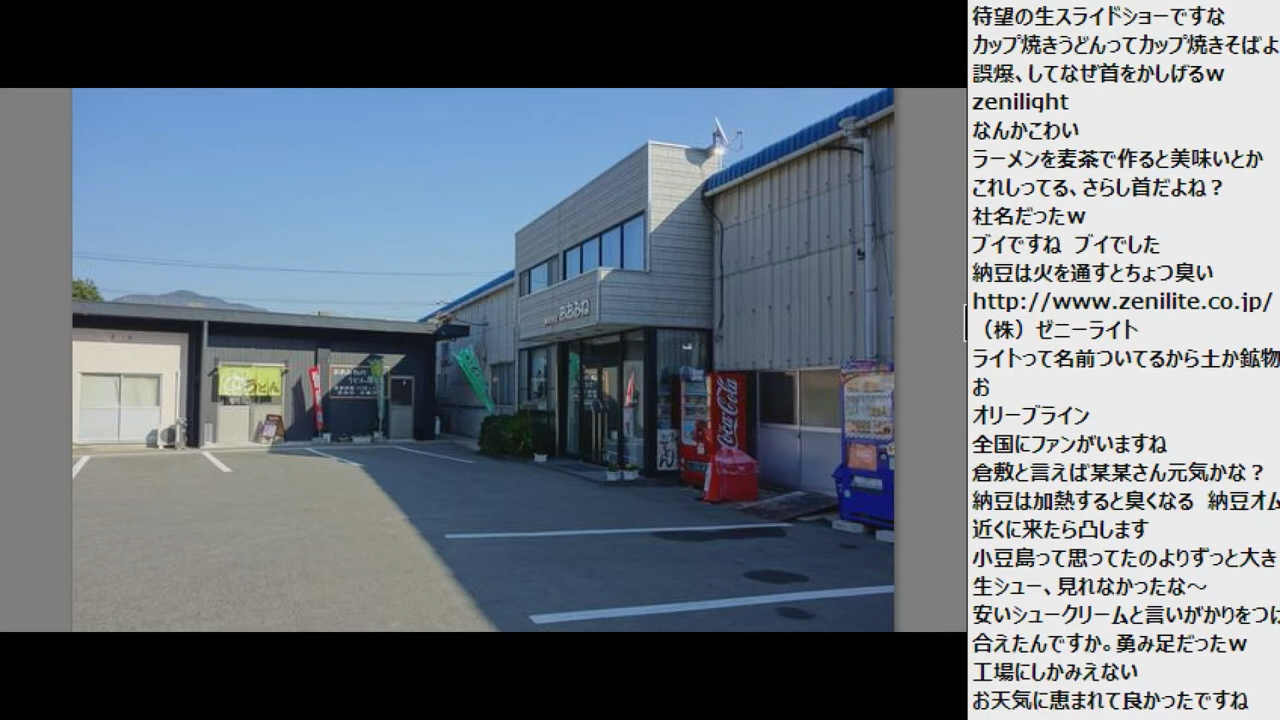 待望の生スライドショーですな
カップ焼きうどんってカップ焼きそばよ
誤爆、してなぜ首をかしげるｗ
zenilight
なんかこわい
ラーメンを麦茶で作ると美味いとか
これしってる、さらし首だよね？
社名だったｗ
ブイですね　ブイでした
納豆は火を通すとちょつ臭い
http://www.zenilite.co.jp/
（株）ゼニーライト
ライトって名前ついてるから土か鉱物
お
オリーブライン
全国にファンがいますね
倉敷と言えば某某さん元気かな？
納豆は加熱すると臭くなる　納豆オム
近くに来たら凸します
小豆島って思ってたのよりずっと大き
生シュー、見れなかったな～
安いシュークリームと言いがかりをつけ
合えたんですか。勇み足だったｗ
工場にしかみえない
お天気に恵まれて良かったですね
おおみね
うどん
Coca-Cola